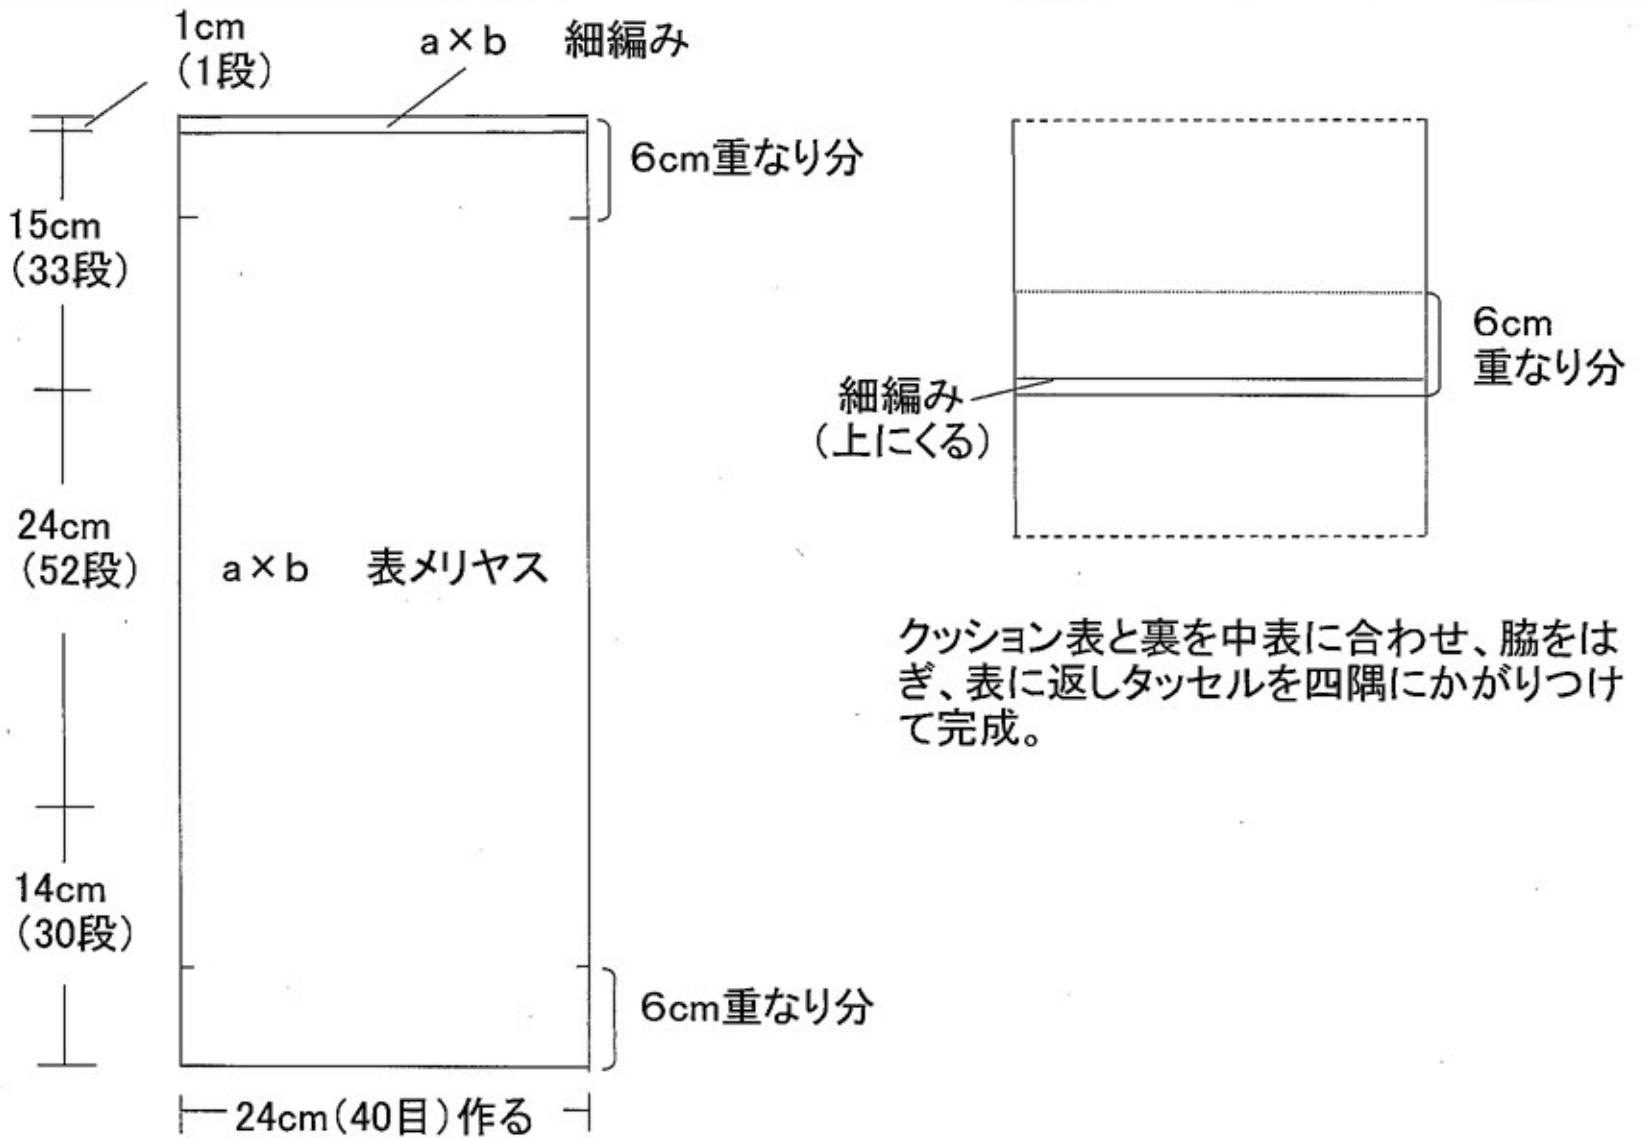 1cm
(1段)
a×b 細編み
6cm重なり分
15cm
(33段)
24cm
(52段)
a×b 表メリヤス
14cm
(30段)
6cm重なり分
24cm(40目)作る
6cm
重なり分
細編み
(上にくる)
クッション表と裏を中表に合わせ、脇をは
ぎ、表に返しタッセルを四隅にかがりつけ
て完成。